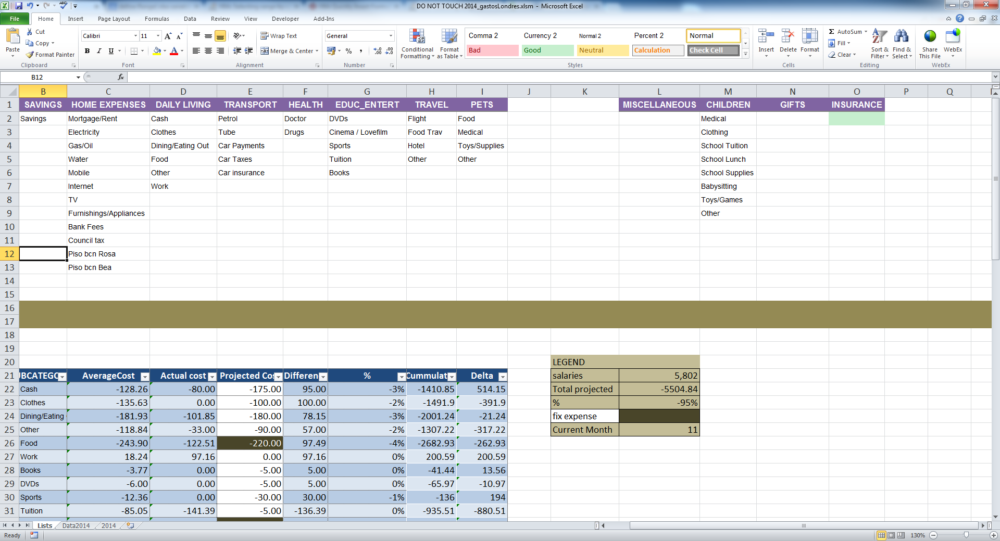 DO NOT TOUCH 2014_gastosLondres.xlsm - Microsoft Excel
File Home Insert Page Layout Formulas Data Review View Developer Add-Ins
Paste
Cut
Copy
Format Painter
Clipboard
Calibri 11
B I U
Font
Wrap Text
Merge & Center
Alignment
General
% ,
Number
Conditional Formatting
Format as Table
Comma 2 Currency 2 Normal 2 Percent 2 Normal
Bad Good Neutral Calculation Check Cell
Styles
Insert Delete Format
Cells
Σ AutoSum
Fill
Clear
Sort & Filter
Find & Select
Editing
Share This File
WebEx
WebEx
B12 fx
B C D E F G H I J K L M N O P Q
1 SAVINGS HOME EXPENSES DAILY LIVING TRANSPORT HEALTH EDUC_ENTERT TRAVEL PETS MISCELLANEOUS CHILDREN GIFTS INSURANCE
2 Savings Mortgage/Rent Cash Petrol Doctor DVDs Flight Food Medical
3 Electricity Clothes Tube Drugs Cinema / Lovefilm Food Trav Medical Clothing
4 Gas/Oil Dining/Eating Out Car Payments Sports Hotel Toys/Supplies School Tuition
5 Water Food Car Taxes Tuition Other Other School Lunch
6 Mobile Other Car insurance Books School Supplies
7 Internet Work Babysitting
8 TV Toys/Games
9 Furnishings/Appliances Other
10 Bank Fees
11 Council tax
12 Piso bcn Rosa
13 Piso bcn Bea
14
15
16
17
18
19
20 LEGEND
21 UBCATEGO AverageCost Actual cost Projected Cos Differen % Cummulat Delta salaries 5,802
22 Cash -128.26 -80.00 -175.00 95.00 -3% -1410.85 514.15 Total projected -5504.84
23 Clothes -135.63 0.00 -100.00 100.00 -2% -1491.9 -391.9 % -95%
24 Dining/Eating -181.93 -101.85 -180.00 78.15 -3% -2001.24 -21.24 fix expense
25 Other -118.84 -33.00 -90.00 57.00 -2% -1307.22 -317.22 Current Month 11
26 Food -243.90 -122.51 -220.00 97.49 -4% -2682.93 -262.93
27 Work 18.24 97.16 0.00 97.16 0% 200.59 200.59
28 Books -3.77 0.00 -5.00 5.00 0% -41.44 13.56
29 DVDs -6.00 0.00 -5.00 5.00 0% -65.97 -10.97
30 Sports -12.36 0.00 -30.00 30.00 -1% -136 194
31 Tuition -85.05 -141.39 -5.00 -136.39 0% -935.51 -880.51
Lists Data2014 2014
Ready 130%